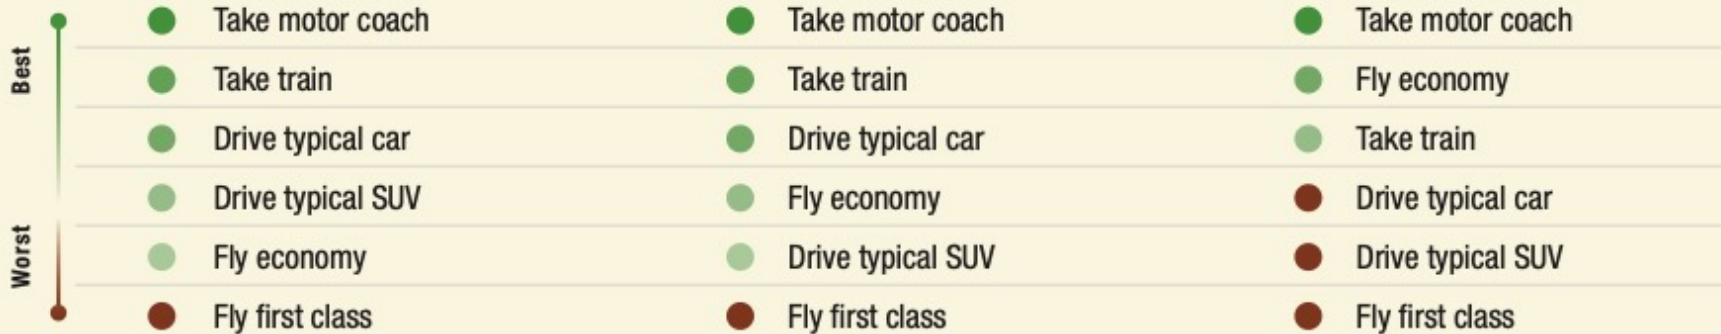 Best
Worst
Take motor coach Take motor coach Take motor coach
Take train Take train Fly economy
Drive typical car Drive typical car Take train
Drive typical SUV Fly economy Drive typical car
Fly economy Drive typical SUV Drive typical SUV
Fly first class Fly first class Fly first class